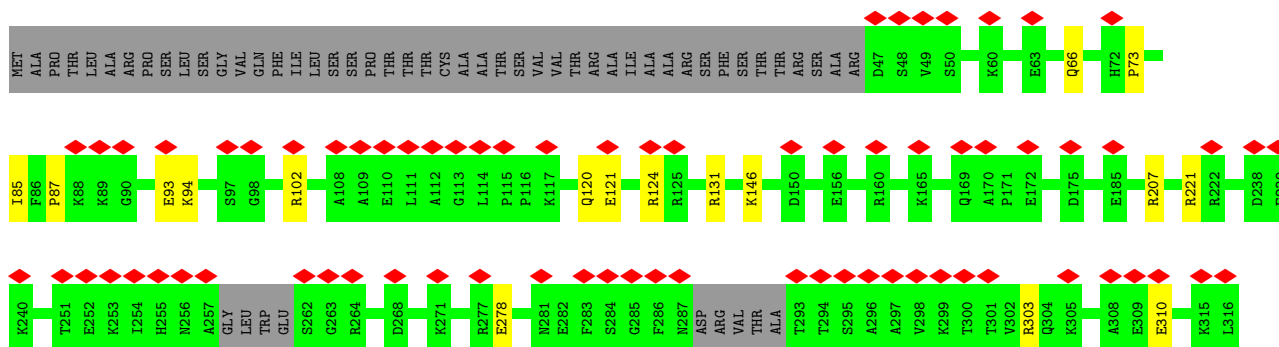 MET ALA PRO THR LEU ALA ARG PRO SER LEU SER GLY VAL GLN PHE ILE LEU SER SER PRO THR THR THR CYS ALA ALA THR SER VAL VAL THR ARG ALA ILE ALA ALA ARG SER PHE SER THR THR ARG SER ALA ARG D47 S48 V49 S50 K60 E63 Q66 H72 P73
I85 F86 P87 K88 K89 G90 E93 K94 S97 G98 R102 A108 A109 E110 L111 A112 G113 L114 P115 P116 K117 Q120 E121 R124 R125 R131 K146 D150 E156 R160 K165 Q169 A170 P171 E172 D175 E185 R207 R221 R222 D238
K240 T251 E252 K253 I254 H255 N256 A257 GLY LEU TRP GLU S262 G263 R264 D268 K271 R277 E278 N281 E282 F283 S284 G285 F286 N287 ASP ARG VAL THR ALA T293 T294 S295 A296 A297 V298 K299 T300 T301 V302 R303 Q304 K305 A308 E309 E310 K315 L316